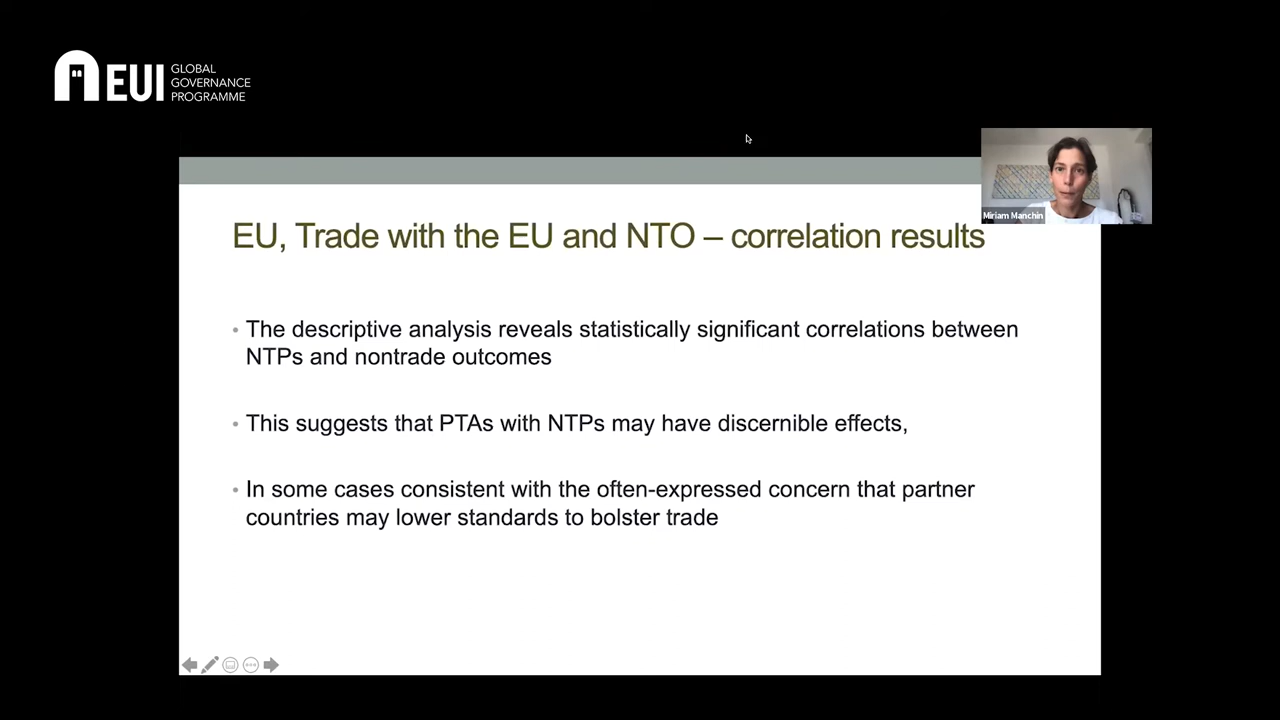 EUI
GLOBAL
GOVERNANCE
PROGRAMME
Miriam Manchin
EU, Trade with the EU and NTO – correlation results
• The descriptive analysis reveals statistically significant correlations between
NTPs and nontrade outcomes
• This suggests that PTAs with NTPs may have discernible effects,
• In some cases consistent with the often-expressed concern that partner
countries may lower standards to bolster trade